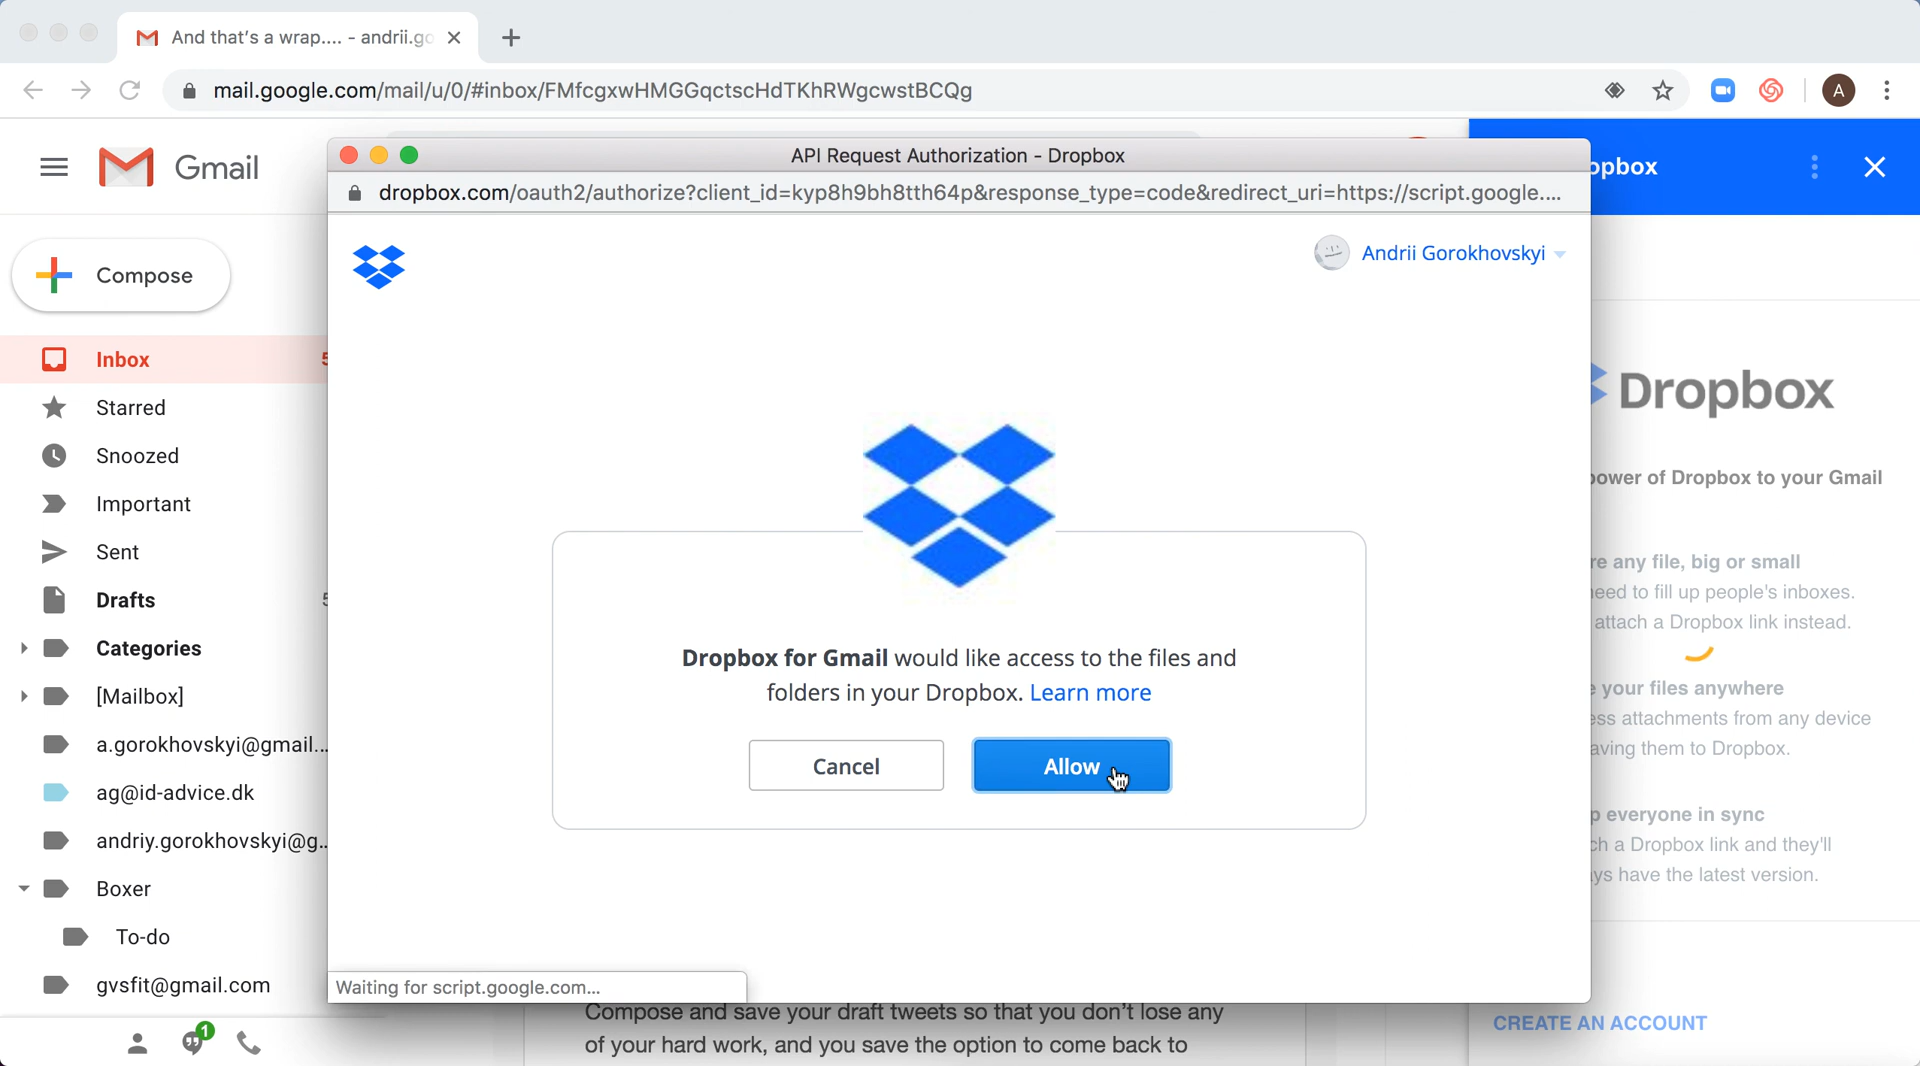 And that's a wrap.... - andrii.go
mail.google.com/mail/u/0/#inbox/FMfcgxwHMGGqctscHdTKhRWgcwstBCQg
A
Gmail
Compose
Inbox
Starred
Snoozed
Important
Sent
Drafts
Categories
[Mailbox]
a.gorokhovskyi@gmail...
ag@id-advice.dk
andriy.gorokhovskyi@g..
Boxer
To-do
gvsfit@gmail.com
1
API Request Authorization - Dropbox
dropbox.com/oauth2/authorize?client_id=kyp8h9bh8tth64p&response_type=code&redirect_uri=https://script.google....
Andrii Gorokhovskyi
Dropbox for Gmail would like access to the files and
folders in your Dropbox. Learn more
Cancel
Allow
Waiting for script.google.com...
Compose and save your draft tweets so that you don't lose any
of your hard work, and you save the option to come back to
opbox
Dropbox
power of Dropbox to your Gmail
re any file, big or small
need to fill up people's inboxes.
attach a Dropbox link instead.
your files anywhere
ess attachments from any device
aving them to Dropbox.
p everyone in sync
ch a Dropbox link and they'll
ys have the latest version.
CREATE AN ACCOUNT